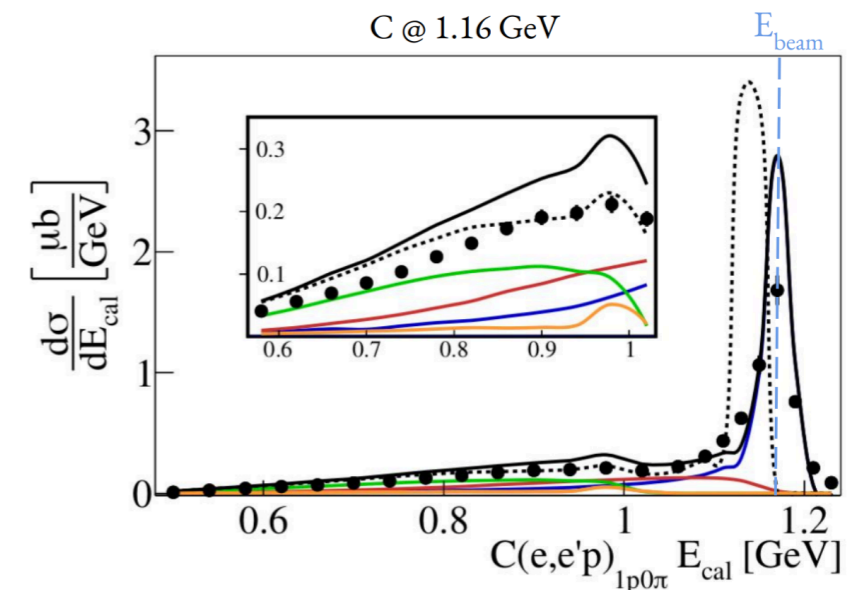 C @ 1.16 GeV
E_beam
dσ/dE_cal [μb/GeV]
3
2
1
0
0.3
0.2
0.1
0.6 0.7 0.8 0.9 1
0.6 0.8 1 1.2
C(e,e'p)_1p0π E_cal [GeV]